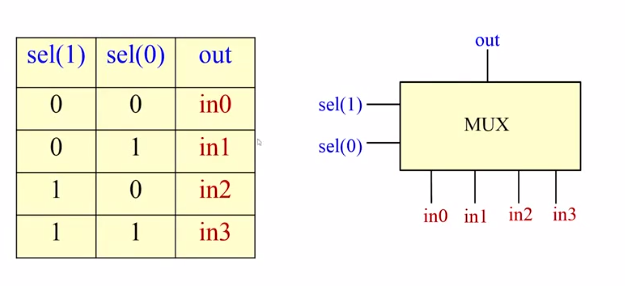 sel(1) sel(0) out
0 0 in0
0 1 in1
1 0 in2
1 1 in3
out
sel(1)
MUX
sel(0)
in0 in1 in2 in3